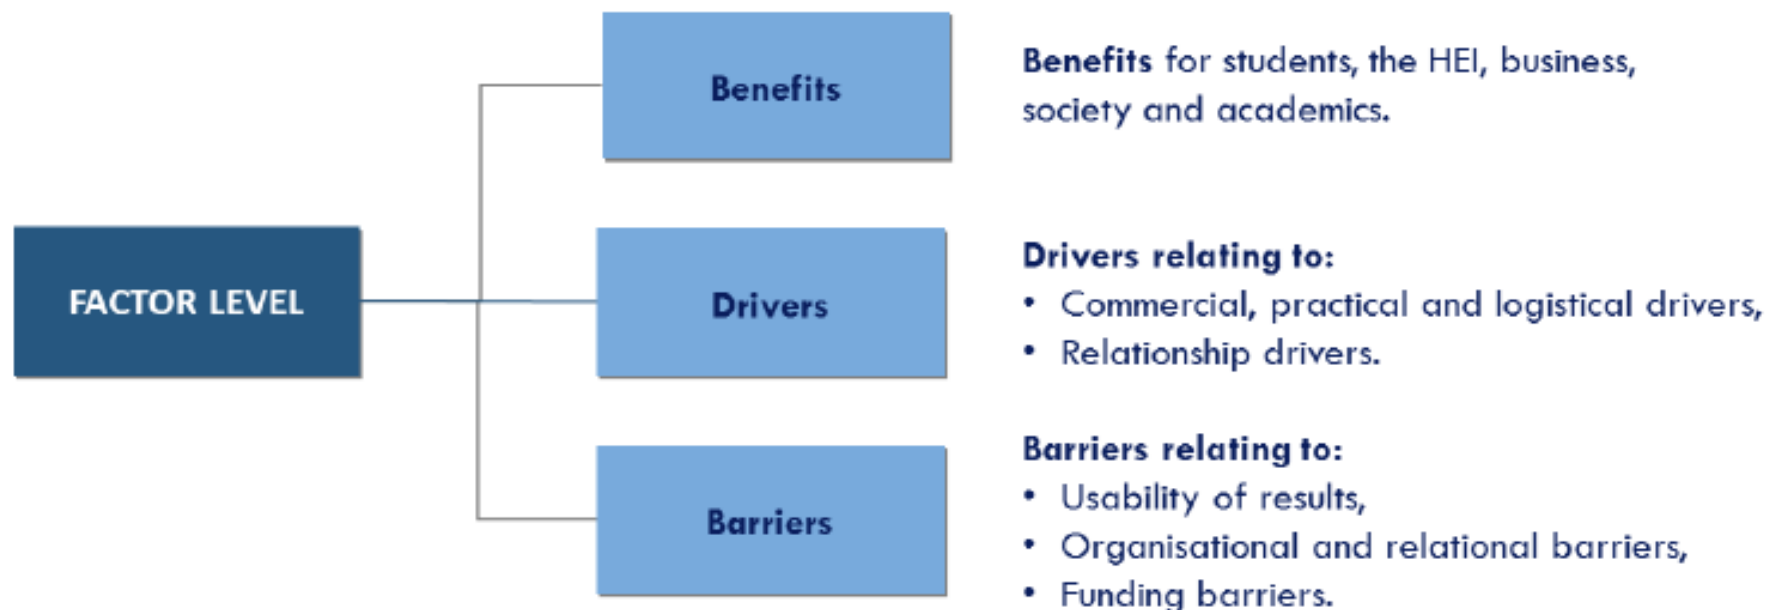 Benefits
Benefits for students, the HEI, business,
society and academics.
FACTOR LEVEL
Drivers
Drivers relating to:
• Commercial, practical and logistical drivers,
• Relationship drivers.
Barriers
Barriers relating to:
• Usability of results,
• Organisational and relational barriers,
• Funding barriers.